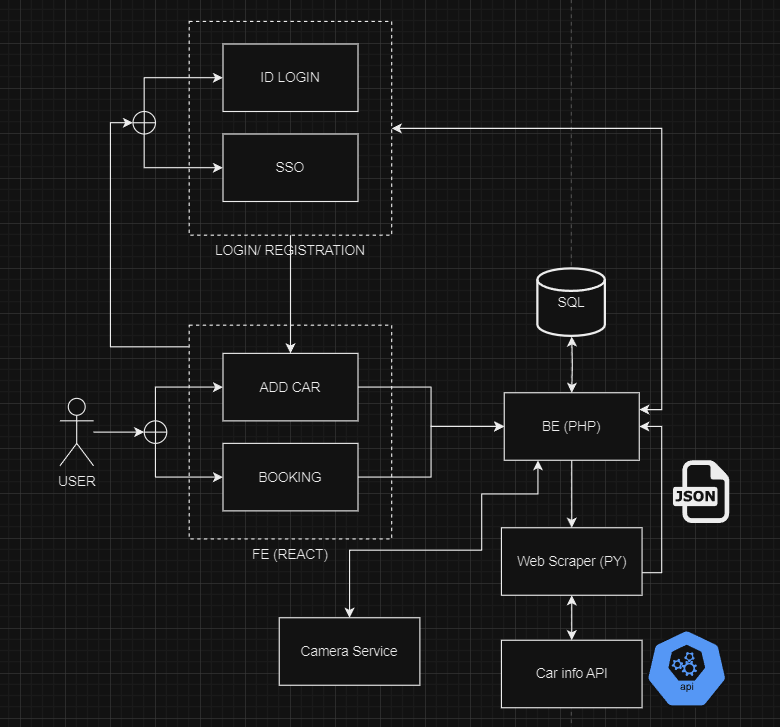 ID LOGIN
SSO
LOGIN/ REGISTRATION
SQL
ADD CAR
BE (PHP)
USER
BOOKING
JSON
FE (REACT)
Web Scraper (PY)
Camera Service
Car info API
api